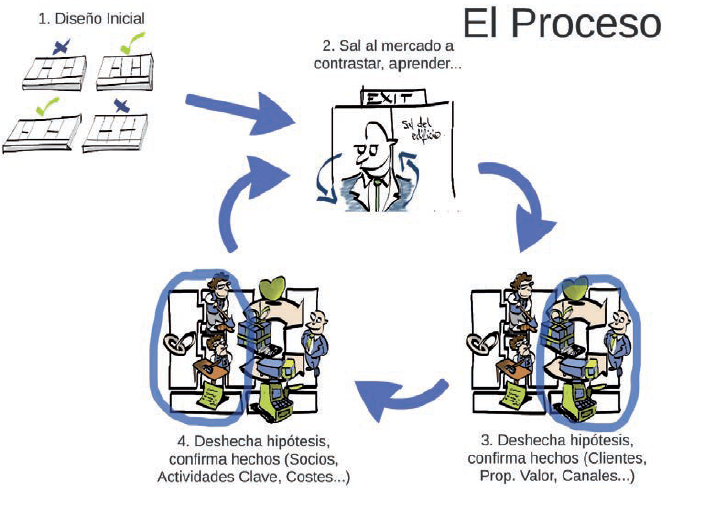 El Proceso
1. Diseño Inicial
2. Sal al mercado a
contrastar, aprender...
EXIT
Sal del
edificio.
3. Deshecha hipótesis,
confirma hechos (Clientes,
Prop. Valor, Canales...)
4. Deshecha hipótesis,
confirma hechos (Socios,
Actividades Clave, Costes...)